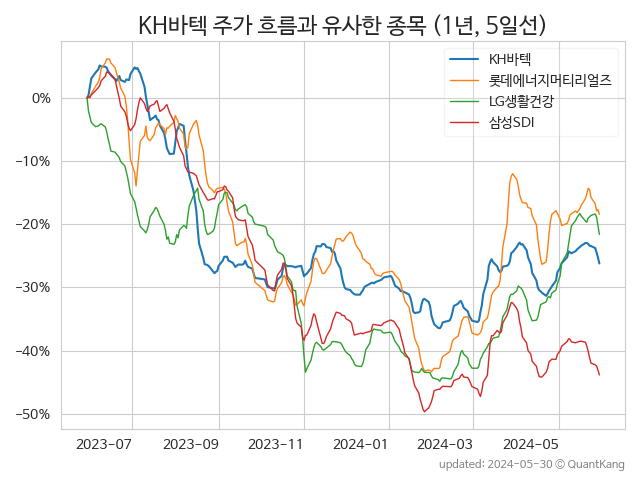 KH바텍 주가 흐름과 유사한 종목 (1년, 5일선)
KH바텍
롯데에너지머티리얼즈
LG생활건강
삼성SDI
0%
−10%
−20%
−30%
−40%
−50%
2023-07 2023-09 2023-11 2024-01 2024-03 2024-05
updated: 2024-05-30 © QuantKang